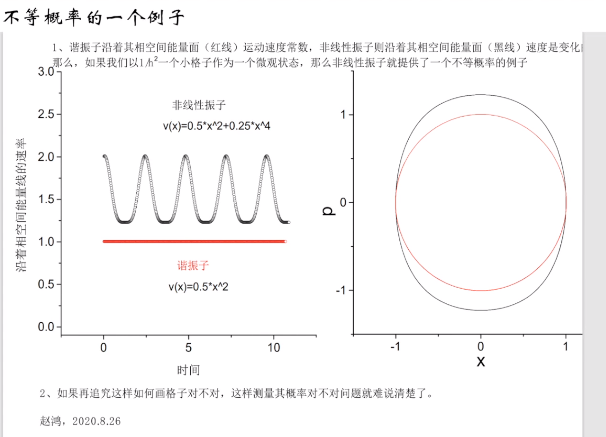 不等概率的一个例子
1、谐振子沿着其相空间能量面（红线）运动速度常数，非线性振子则沿着其相空间能量面（黑线）速度是变化
那么，如果我们以1/h²一个小格子作为一个微观状态，那么非线性振子就提供了一个不等概率的例子
3.0
2.5
2.0
1.5
1.0
0.5
0.0
沿着相空间能量线的速率
非线性振子
v(x)=0.5*x^2+0.25*x^4
谐振子
v(x)=0.5*x^2
0
5
10
时间
1
0
-1
p
-1
0
1
x
2、如果再追究这样如何画格子对不对，这样测量其概率对不对问题就难说清楚了。
赵鸿，2020.8.26